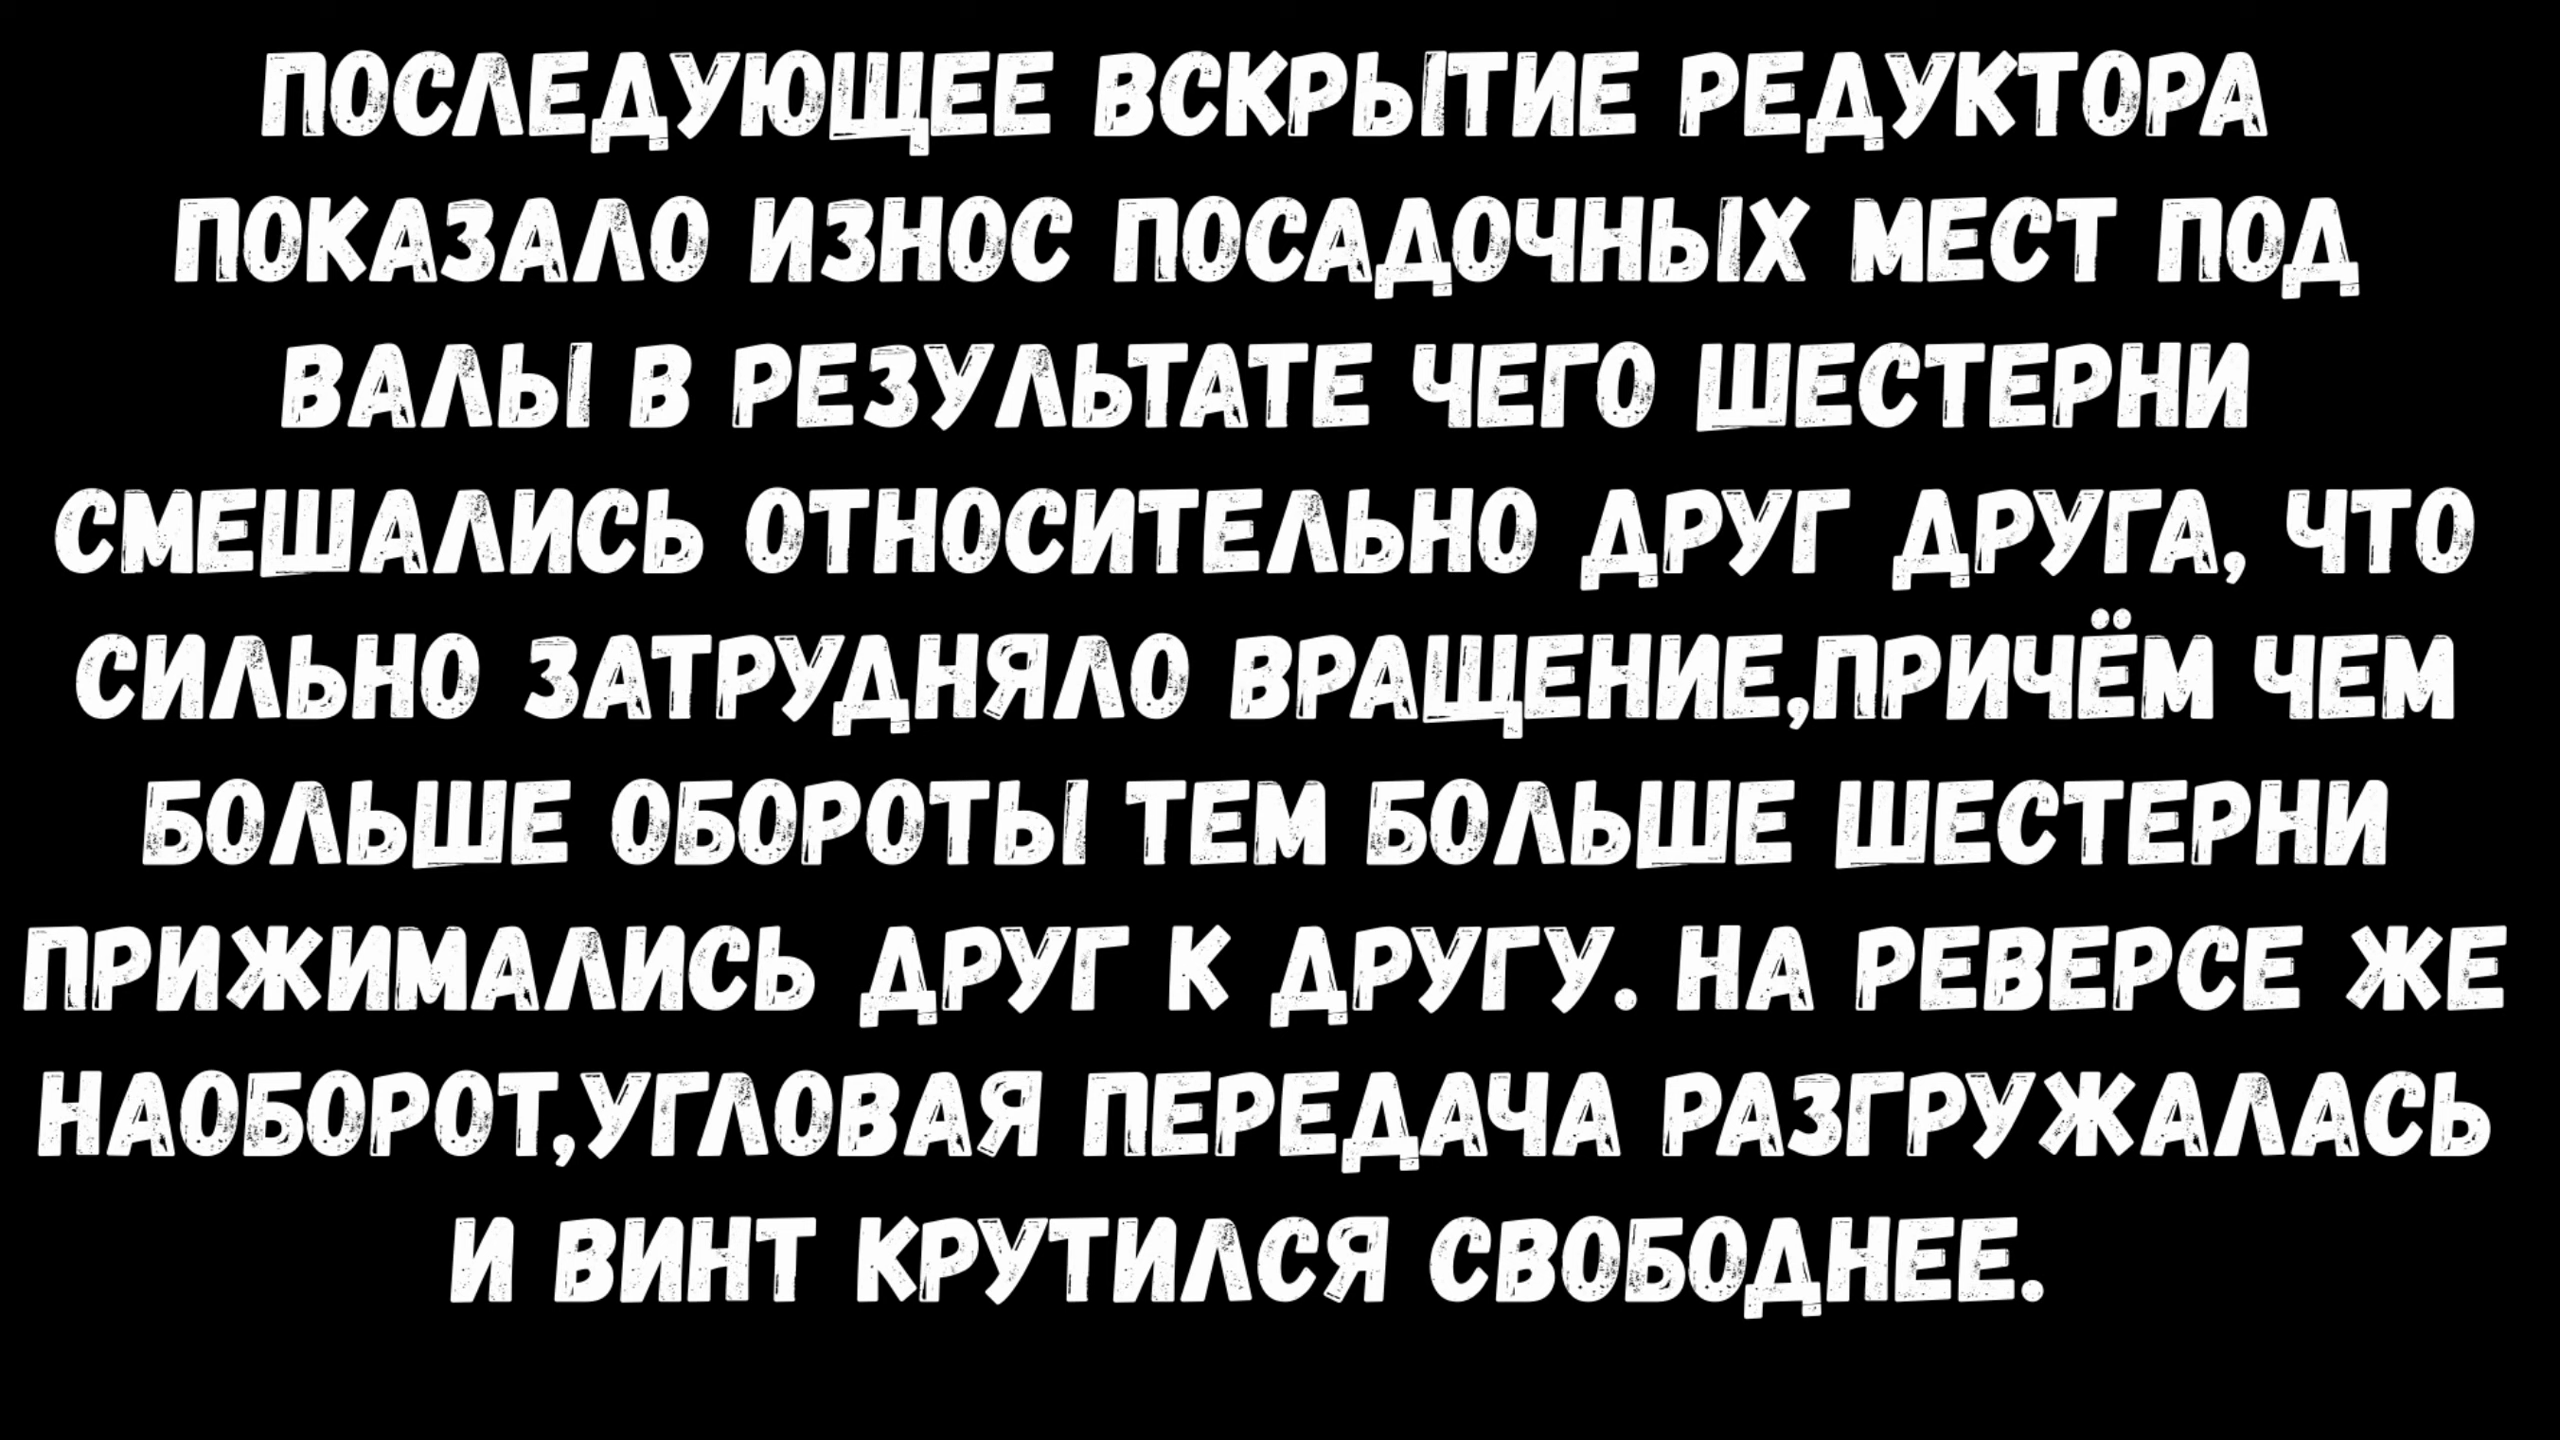 ПОСЛЕДУЮЩЕЕ ВСКРЫТИЕ РЕДУКТОРА
ПОКАЗАЛО ИЗНОС ПОСАДОЧНЫХ МЕСТ ПОД
ВАЛЫ В РЕЗУЛЬТАТЕ ЧЕГО ШЕСТЕРНИ
СМЕШАЛИСЬ ОТНОСИТЕЛЬНО ДРУГ ДРУГА, ЧТО
СИЛЬНО ЗАТРУДНЯЛО ВРАЩЕНИЕ,ПРИЧЁМ ЧЕМ
БОЛЬШЕ ОБОРОТЫ ТЕМ БОЛЬШЕ ШЕСТЕРНИ
ПРИЖИМАЛИСЬ ДРУГ К ДРУГУ. НА РЕВЕРСЕ ЖЕ
НАОБОРОТ,УГЛОВАЯ ПЕРЕДАЧА РАЗГРУЖАЛАСЬ
И ВИНТ КРУТИЛСЯ СВОБОДНЕЕ.